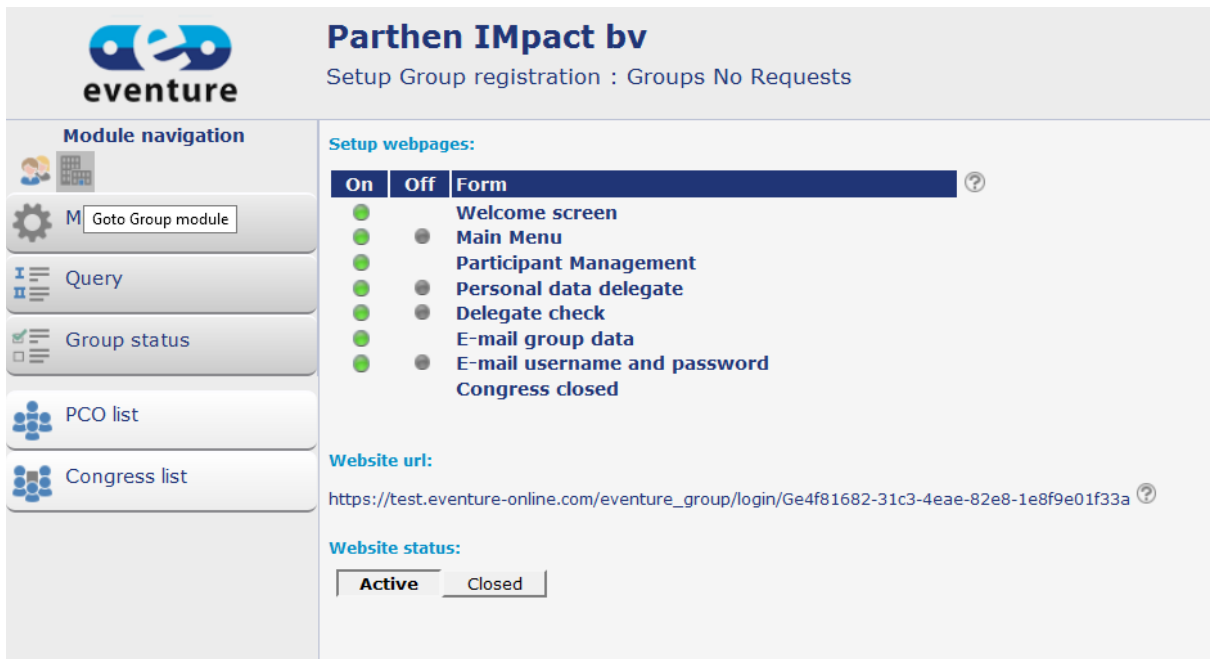 eventure
Parthen IMpact bv
Setup Group registration : Groups No Requests
Module navigation
M
Goto Group module
Query
Group status
PCO list
Congress list
Setup webpages:
On Off Form ?
Welcome screen
Main Menu
Participant Management
Personal data delegate
Delegate check
E-mail group data
E-mail username and password
Congress closed
Website url:
https://test.eventure-online.com/eventure_group/login/Ge4f81682-31c3-4eae-82e8-1e8f9e01f33a ?
Website status:
Active Closed